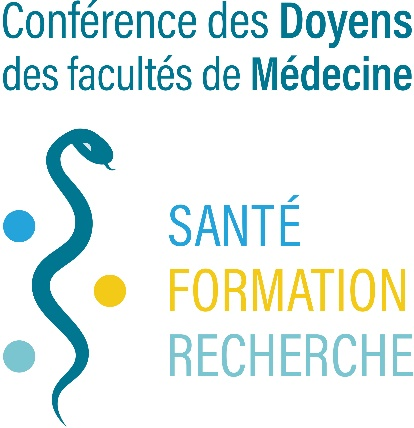 Conférence des Doyens
des facultés de Médecine
SANTÉ
FORMATION
RECHERCHE